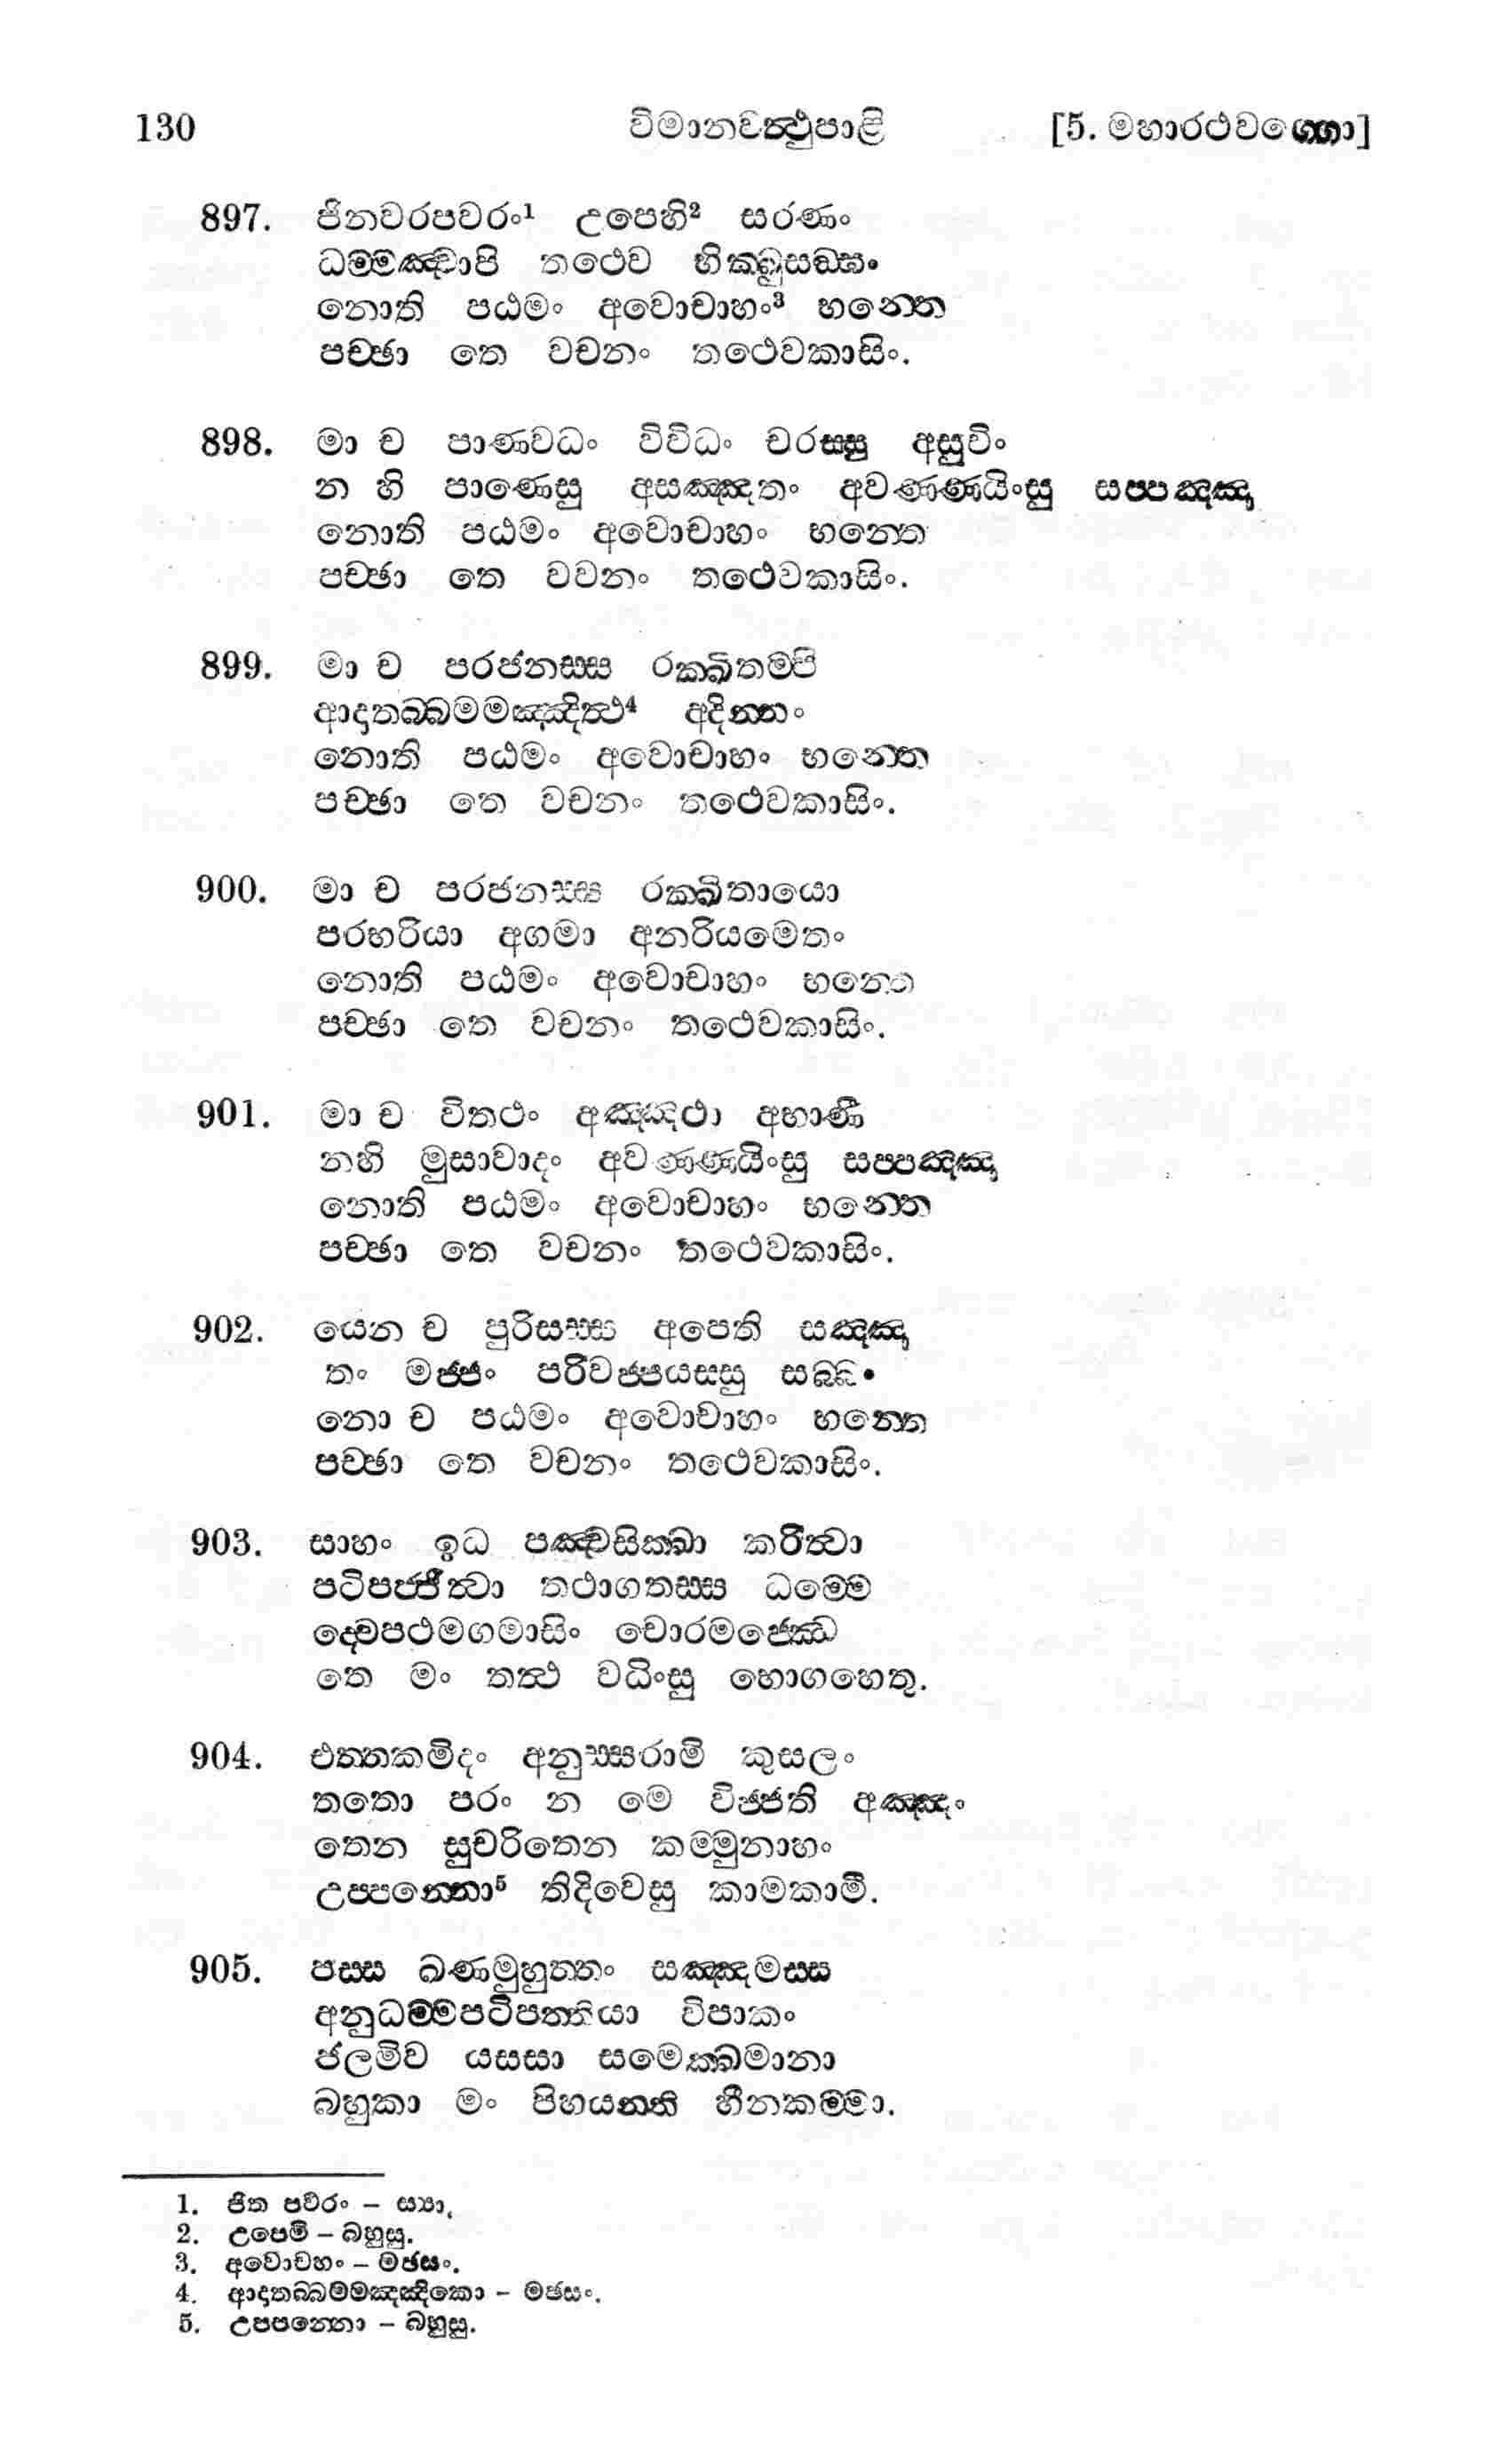 130 විමානවත්ථුපාළි [5. මහාරථවග්ගො]
897. ජිනවරපවරං¹ උපෙහි² සරණං
ධම්මඤ්චාපි තථෙව භික්ඛුසඞ්ඝං
නොති පඨමං අවොචාහං³ භන්තෙ
පච්ඡා තෙ වචනං තථෙවකාසිං.
898. මා ච පාණවධං විවිධං චරස්සු අසුචිං
න හි පාණෙසු අසඤ්ඤතං අවණ්ණයිංසු සප්පඤ්ඤා
නොති පඨමං අවොචාහං භන්තෙ
පච්ඡා තෙ වචනං තථෙවකාසිං.
899. මා ච පරජනස්ස රක්ඛිතම්පි
ආදාතබ්බමමඤ්ඤිත්ථ⁴ අදින්නං
නොති පඨමං අවොචාහං භන්තෙ
පච්ඡා තෙ වචනං තථෙවකාසිං.
900. මා ච පරජනස්ස රක්ඛිතායො
පරභරියා අගමා අනරියමෙතං
නොති පඨමං අවොචාහං භන්තෙ
පච්ඡා තෙ වචනං තථෙවකාසිං.
901. මා ච විතථං අඤ්ඤථා අභාණී
නහි මුසාවාදං අවණ්ණයිංසු සප්පඤ්ඤා
නොති පඨමං අවොචාහං භන්තෙ
පච්ඡා තෙ වචනං තථෙවකාසිං.
902. යෙන ච පුරිසස්ස අපෙති සඤ්ඤා
තං මජ්ජං පරිවජ්ජයස්සු සබ්බං
නො ච පඨමං අවොචාහං භන්තෙ
පච්ඡා තෙ වචනං තථෙවකාසිං.
903. සාහං ඉධ පඤ්චසික්ඛා කරිත්වා
පටිපජ්ජිත්වා තථාගතස්ස ධම්මෙ
ද්වෙපථමගමාසිං චොරමජ්ඣෙ
තෙ මං තත්ථ වධිංසු භොගහෙතු.
904. එත්තකමිදං අනුස්සරාමි කුසලං
තතො පරං න මෙ විජ්ජති අඤ්ඤං
තෙන සුචරිතෙන කම්මුනාහං
උප්පන්නො⁵ තිදිවෙසු කාමකාමී.
905. පස්ස ඛණමුහුත්තං සඤ්ඤමස්ස
අනුධම්මපටිපත්තියා විපාකං
ජලමිව යසසා සමෙක්ඛමානා
බහුකා මං පිහයන්ති හීනකම්මා.
1. ජිත පවරං – ස්‍යා,
2. උපෙමි – බහුසු.
3. අවොචහං – මඡසං.
4. ආදාතබ්බමමඤ්ඤිකො – මඡසං.
5. උපපන්නො – බහුසු.